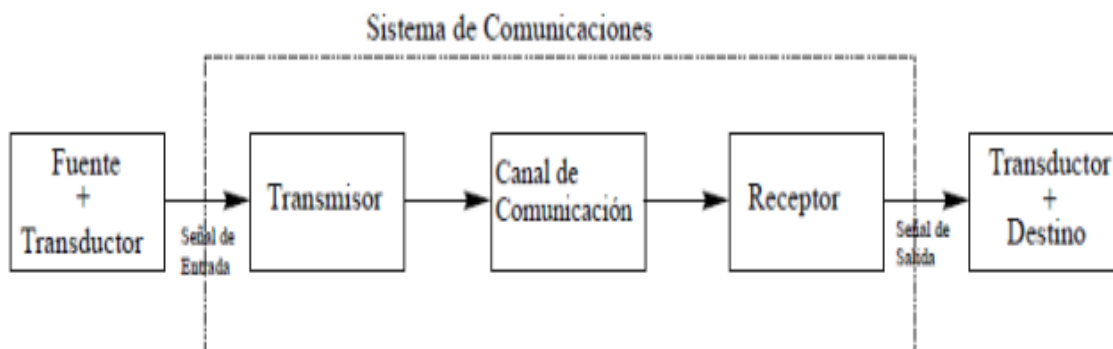 Sistema de Comunicaciones
Fuente
+
Transductor
Señal de
Entrada
Transmisor
Canal de
Comunicación
Receptor
Señal de
Salida
Transductor
+
Destino